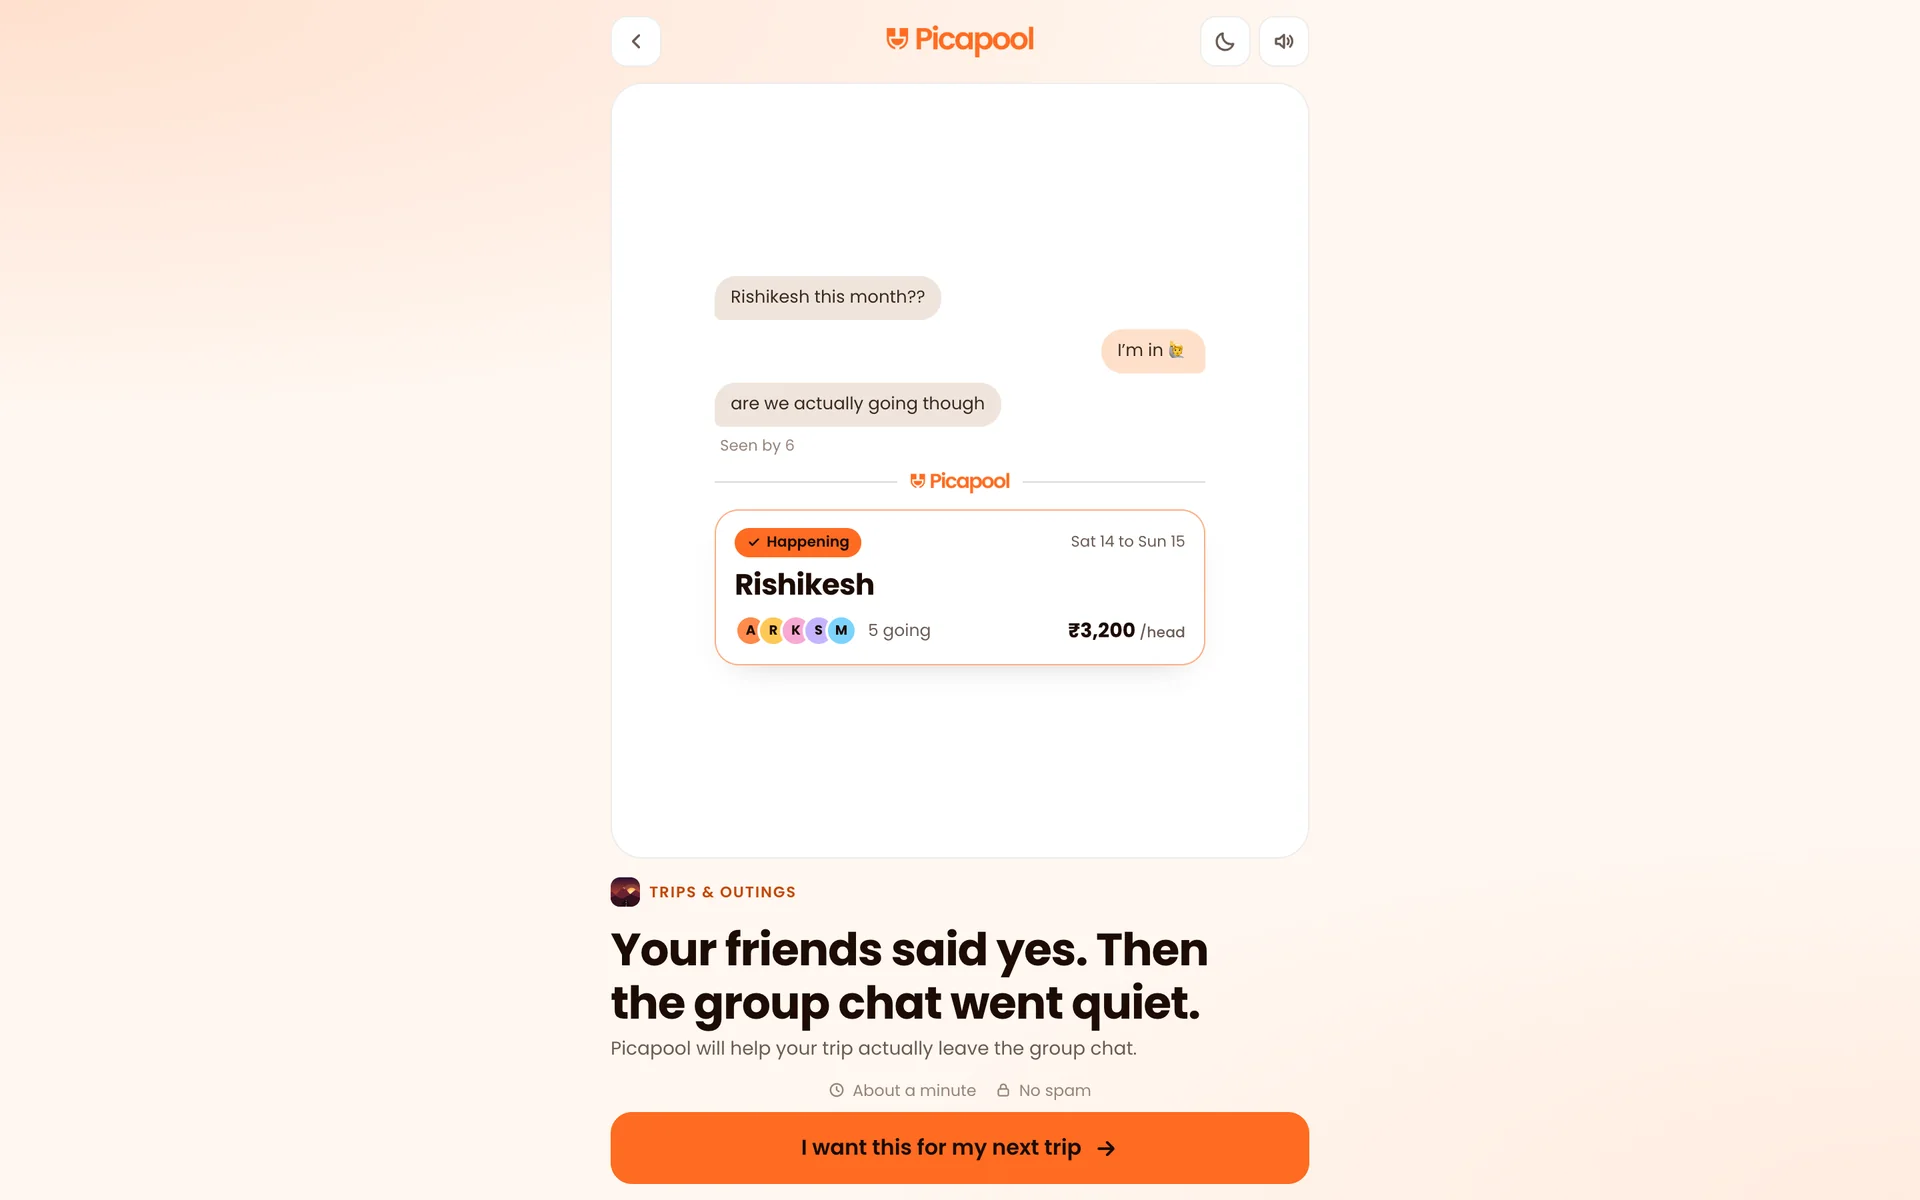 Picapool
Rishikesh this month??
I'm in 🙋
are we actually going though
Seen by 6
Picapool
Happening
Sat 14 to Sun 15
Rishikesh
A R K S M 5 going
₹3,200 /head
TRIPS & OUTINGS
Your friends said yes. Then
the group chat went quiet.
Picapool will help your trip actually leave the group chat.
About a minute No spam
I want this for my next trip →